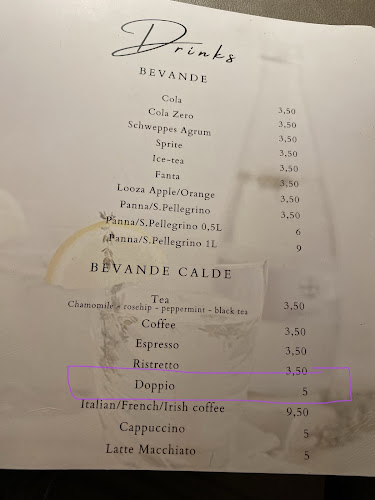 Drinks
BEVANDE
Cola 3,50
Cola Zero 3,50
Schweppes Agrum 3,50
Sprite 3,50
Ice-tea 3,50
Fanta 3,50
Looza Apple/Orange 3,50
Panna/S.Pellegrino 3,50
Panna/S.Pellegrino 0,5L 6
Panna/S.Pellegrino 1L 9
BEVANDE CALDE
Tea 3,50
Chamomile - rosehip - peppermint - black tea
Coffee 3,50
Espresso 3,50
Ristretto 3,50
Doppio 5
Italian/French/Irish coffee 9,50
Cappuccino 5
Latte Macchiato 5